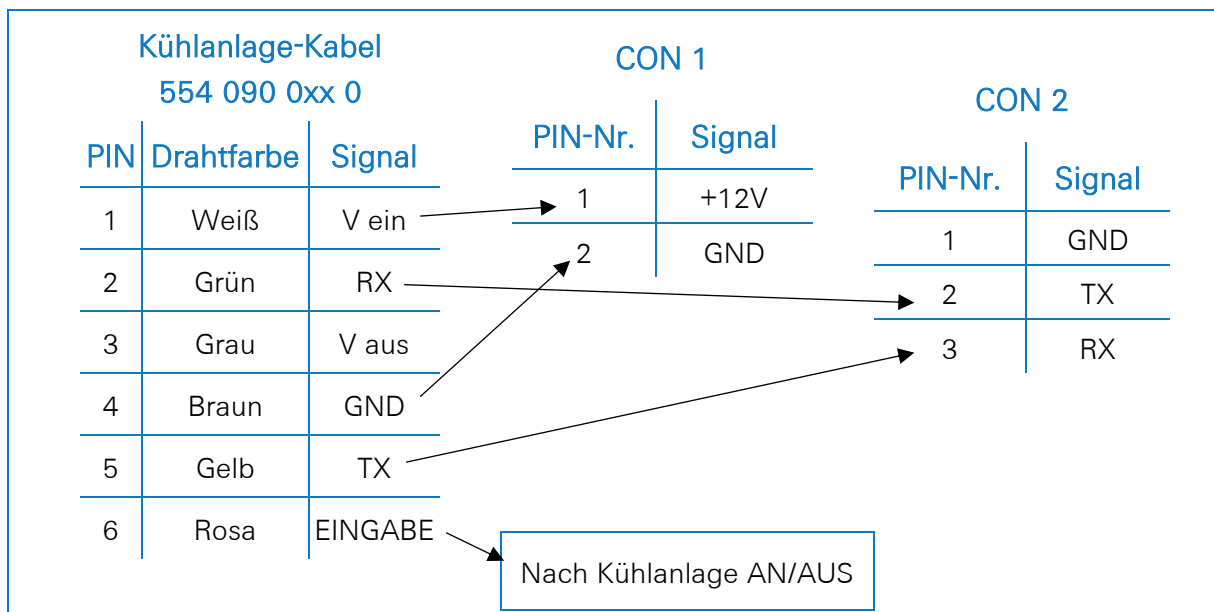 Kühlanlage-Kabel
554 090 0xx 0
PIN Drahtfarbe Signal
1 Weiß V ein
2 Grün RX
3 Grau V aus
4 Braun GND
5 Gelb TX
6 Rosa EINGABE
CON 1
PIN-Nr. Signal
1 +12V
2 GND
CON 2
PIN-Nr. Signal
1 GND
2 TX
3 RX
Nach Kühlanlage AN/AUS